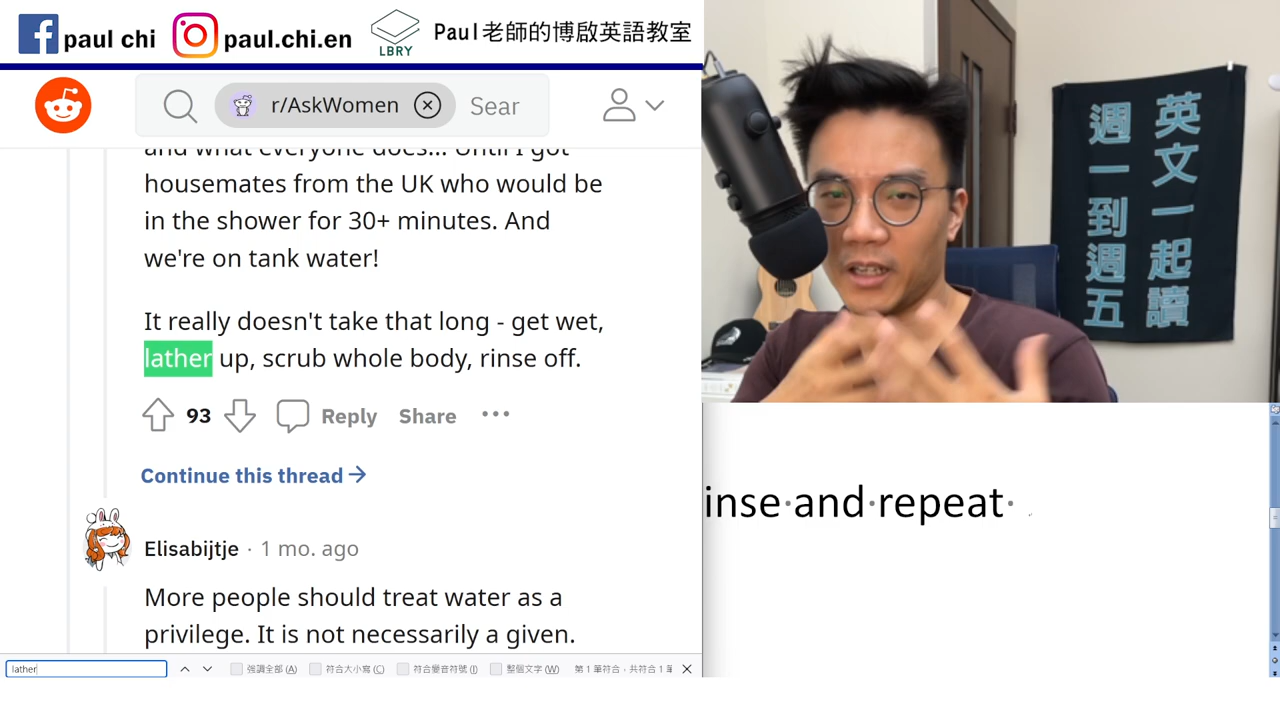 paul chi
paul.chi.en
LBRY
Paul老師的博啟英語教室
r/AskWomen
Sear
and what everyone does... Until I got
housemates from the UK who would be
in the shower for 30+ minutes. And
we're on tank water!
It really doesn't take that long - get wet,
lather up, scrub whole body, rinse off.
93
Reply
Share
Continue this thread
Elisabijtje · 1 mo. ago
More people should treat water as a
privilege. It is not necessarily a given.
lather
強調全部 (A)
符合大小寫 (C)
符合變音符號 (I)
整個文字 (W)
第 1 筆符合，共符合 1 筆
英文一起讀
週一到週五
inse and repeat